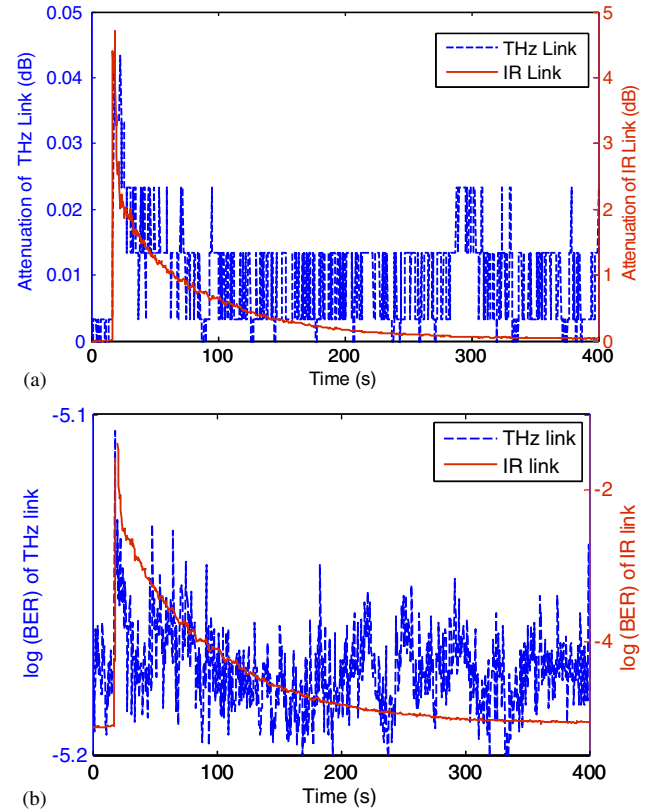 0.05
0.04
0.03
0.02
0.01
0
Attenuation of THz Link (dB)
THz Link
IR Link
5
4
3
2
1
0
Attenuation of IR Link (dB)
0 100 200 300 400
Time (s)
(a)
-5.1
-5.2
log (BER) of THz link
THz link
IR link
-2
-4
log (BER) of IR link
0 100 200 300 400
Time (s)
(b)